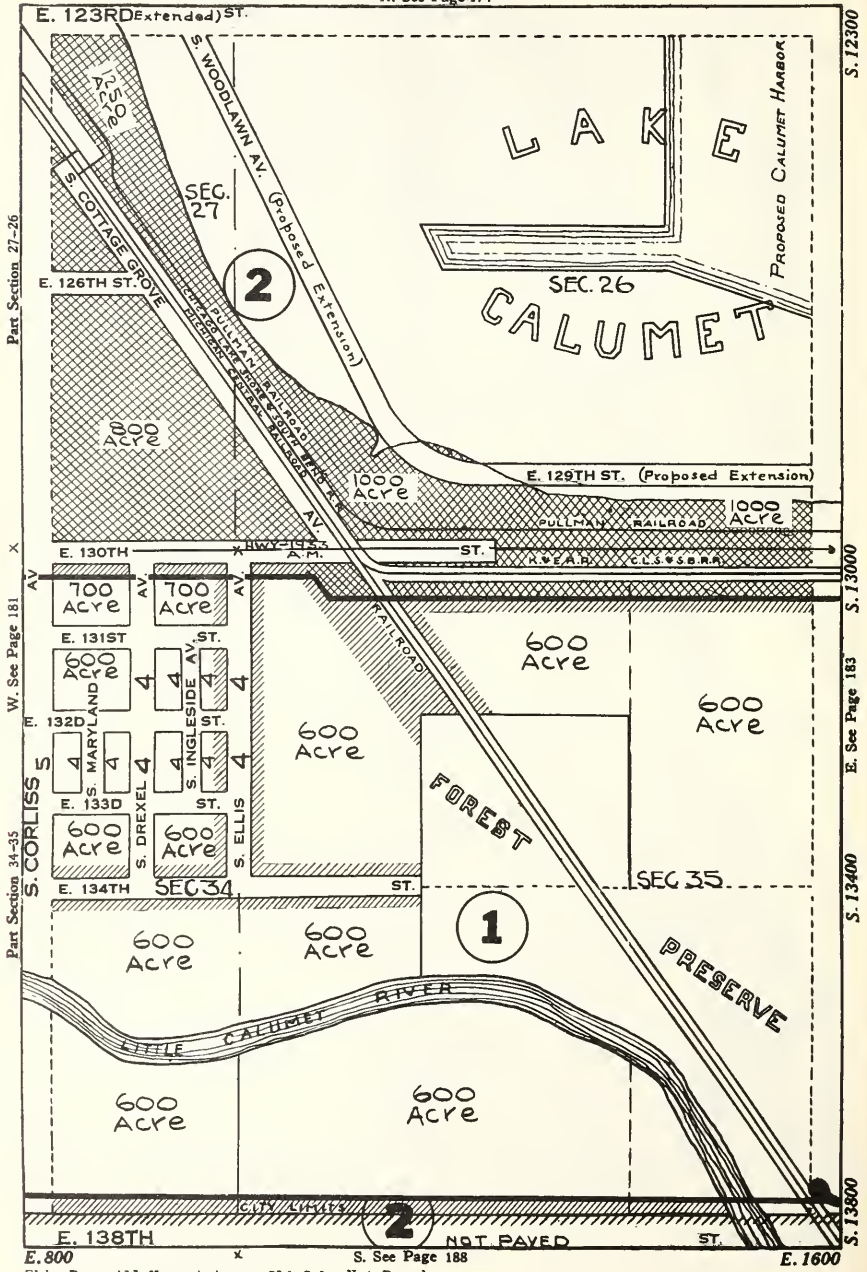 E. 123RD (Extended) ST.
S. 12300
1250
Acre
S. WOODLAWN AV. (Proposed Extension)
LAKE
PROPOSED CALUMET HARBOR
SEC.
27
2
S. COTTAGE GROVE AV.
Part Section 27-26
E. 126TH ST.
SEC. 26
CALUMET
PULLMAN RAILROAD
CHICAGO LAKE SHORE & SOUTH BEND R.R.
MICHIGAN CENTRAL RAILROAD
800
Acre
1000
Acre
E. 129TH ST. (Proposed Extension)
1000
Acre
PULLMAN RAILROAD
E. 130TH ST.
HWY-1933
A.M.
K & E.R.R. C.L.S & S.B.R.R.
S. 13000
AV AV. AV.
700
Acre
700
Acre
W. See Page 181
E. 131ST ST.
600
Acre
S. MARYLAND
4
4
S. INGLESIDE AV.
4
4
RAILROAD
600
Acre
600
Acre
600
Acre
E. See Page 183
E. 132D ST.
S. CORLISS
5
4
4
S. DREXEL
4
4
4
S. ELLIS
4
E. 133D ST.
600
Acre
600
Acre
FOREST
PRESERVE
E. 134TH ST.
SEC 34
SEC 35
S. 13400
Part Section 34-35
600
Acre
600
Acre
1
LITTLE CALUMET RIVER
600
Acre
600
Acre
CITY LIMITS
2
E. 138TH NOT PAVED ST.
S. 13800
E. 800
S. See Page 188
E. 1600